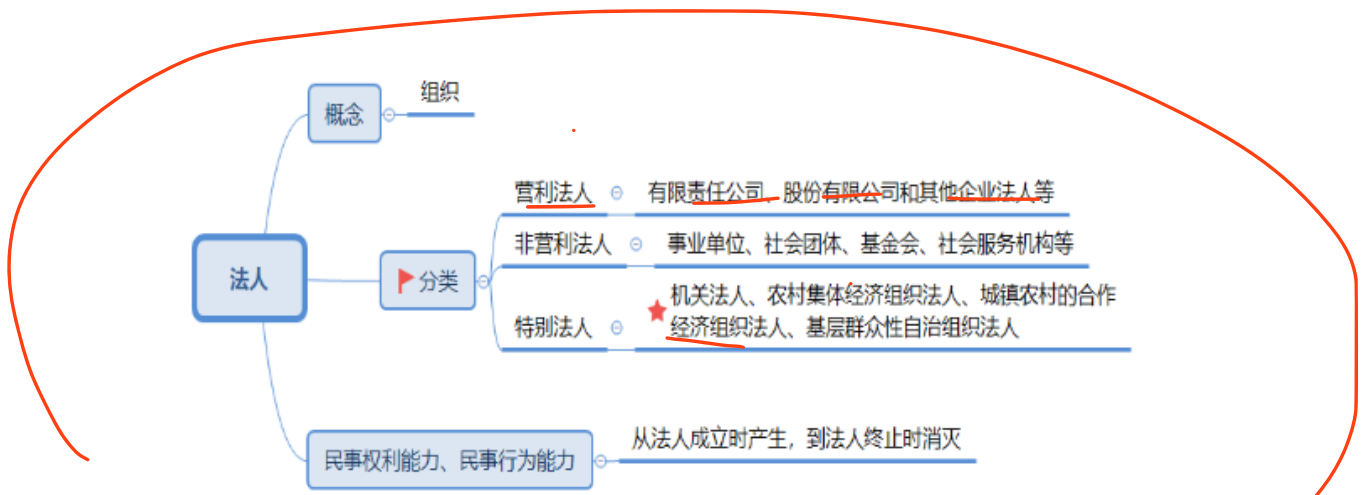 组织
概念
营利法人
有限责任公司、股份有限公司和其他企业法人等
非营利法人
事业单位、社会团体、基金会、社会服务机构等
法人
分类
特别法人
机关法人、农村集体经济组织法人、城镇农村的合作
经济组织法人、基层群众性自治组织法人
民事权利能力、民事行为能力
从法人成立时产生，到法人终止时消灭